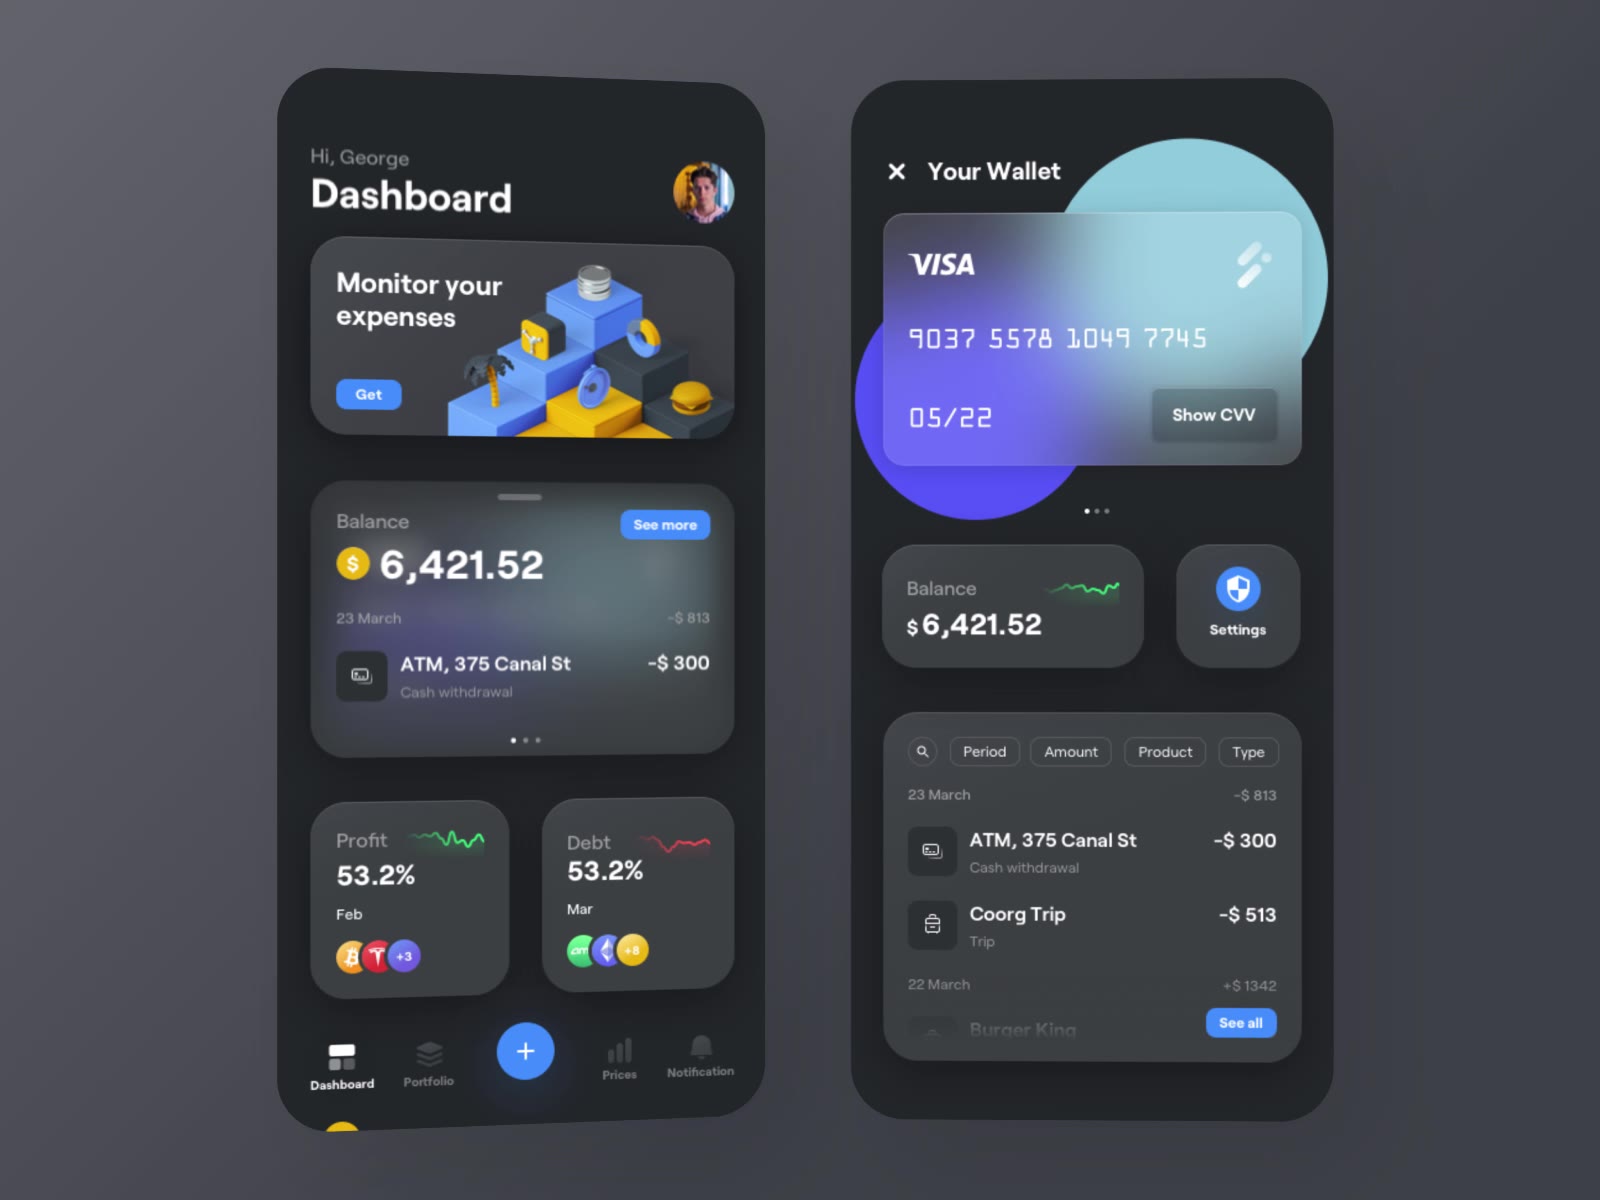 Hi, George
Dashboard
Monitor your
expenses
Get
Balance
See more
$ 6,421.52
23 March
-$ 813
ATM, 375 Canal St
-$ 300
Cash withdrawal
Profit
53.2%
Feb
+3
Debt
53.2%
Mar
+8
Dashboard
Portfolio
+
Prices
Notification
Your Wallet
VISA
9037 5578 1049 7745
05/22
Show CVV
Balance
$ 6,421.52
Settings
Period
Amount
Product
Type
23 March
-$ 813
ATM, 375 Canal St
-$ 300
Cash withdrawal
Coorg Trip
-$ 513
Trip
22 March
+$ 1342
Burger King
See all